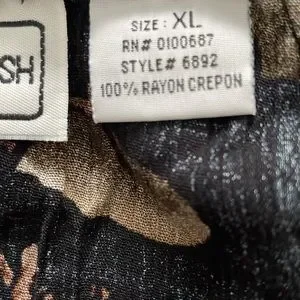 SH
SIZE: XL
RN# 0100687
STYLE# 6892
100% RAYON CREPON